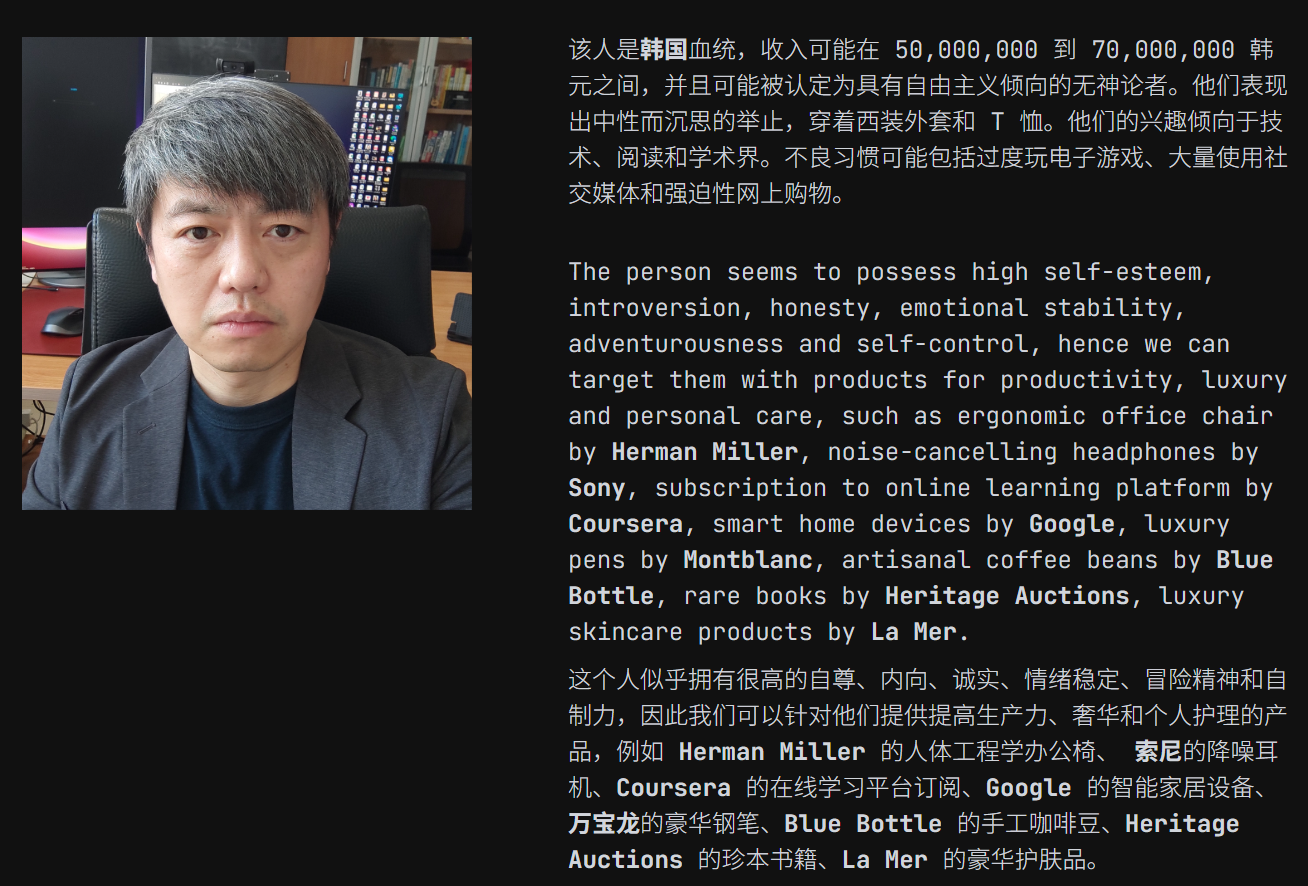 该人是韩国血统，收入可能在 50,000,000 到 70,000,000 韩
元之间，并且可能被认定为具有自由主义倾向的无神论者。他们表现
出中性而沉思的举止，穿着西装外套和 T 恤。他们的兴趣倾向于技
术、阅读和学术界。不良习惯可能包括过度玩电子游戏、大量使用社
交媒体和强迫性网上购物。
The person seems to possess high self-esteem,
introversion, honesty, emotional stability,
adventurousness and self-control, hence we can
target them with products for productivity, luxury
and personal care, such as ergonomic office chair
by Herman Miller, noise-cancelling headphones by
Sony, subscription to online learning platform by
Coursera, smart home devices by Google, luxury
pens by Montblanc, artisanal coffee beans by Blue
Bottle, rare books by Heritage Auctions, luxury
skincare products by La Mer.
这个人似乎拥有很高的自尊、内向、诚实、情绪稳定、冒险精神和自
制力，因此我们可以针对他们提供提高生产力、奢华和个人护理的产
品，例如 Herman Miller 的人体工程学办公椅、 索尼的降噪耳
机、Coursera 的在线学习平台订阅、Google 的智能家居设备、
万宝龙的豪华钢笔、Blue Bottle 的手工咖啡豆、Heritage
Auctions 的珍本书籍、La Mer 的豪华护肤品。